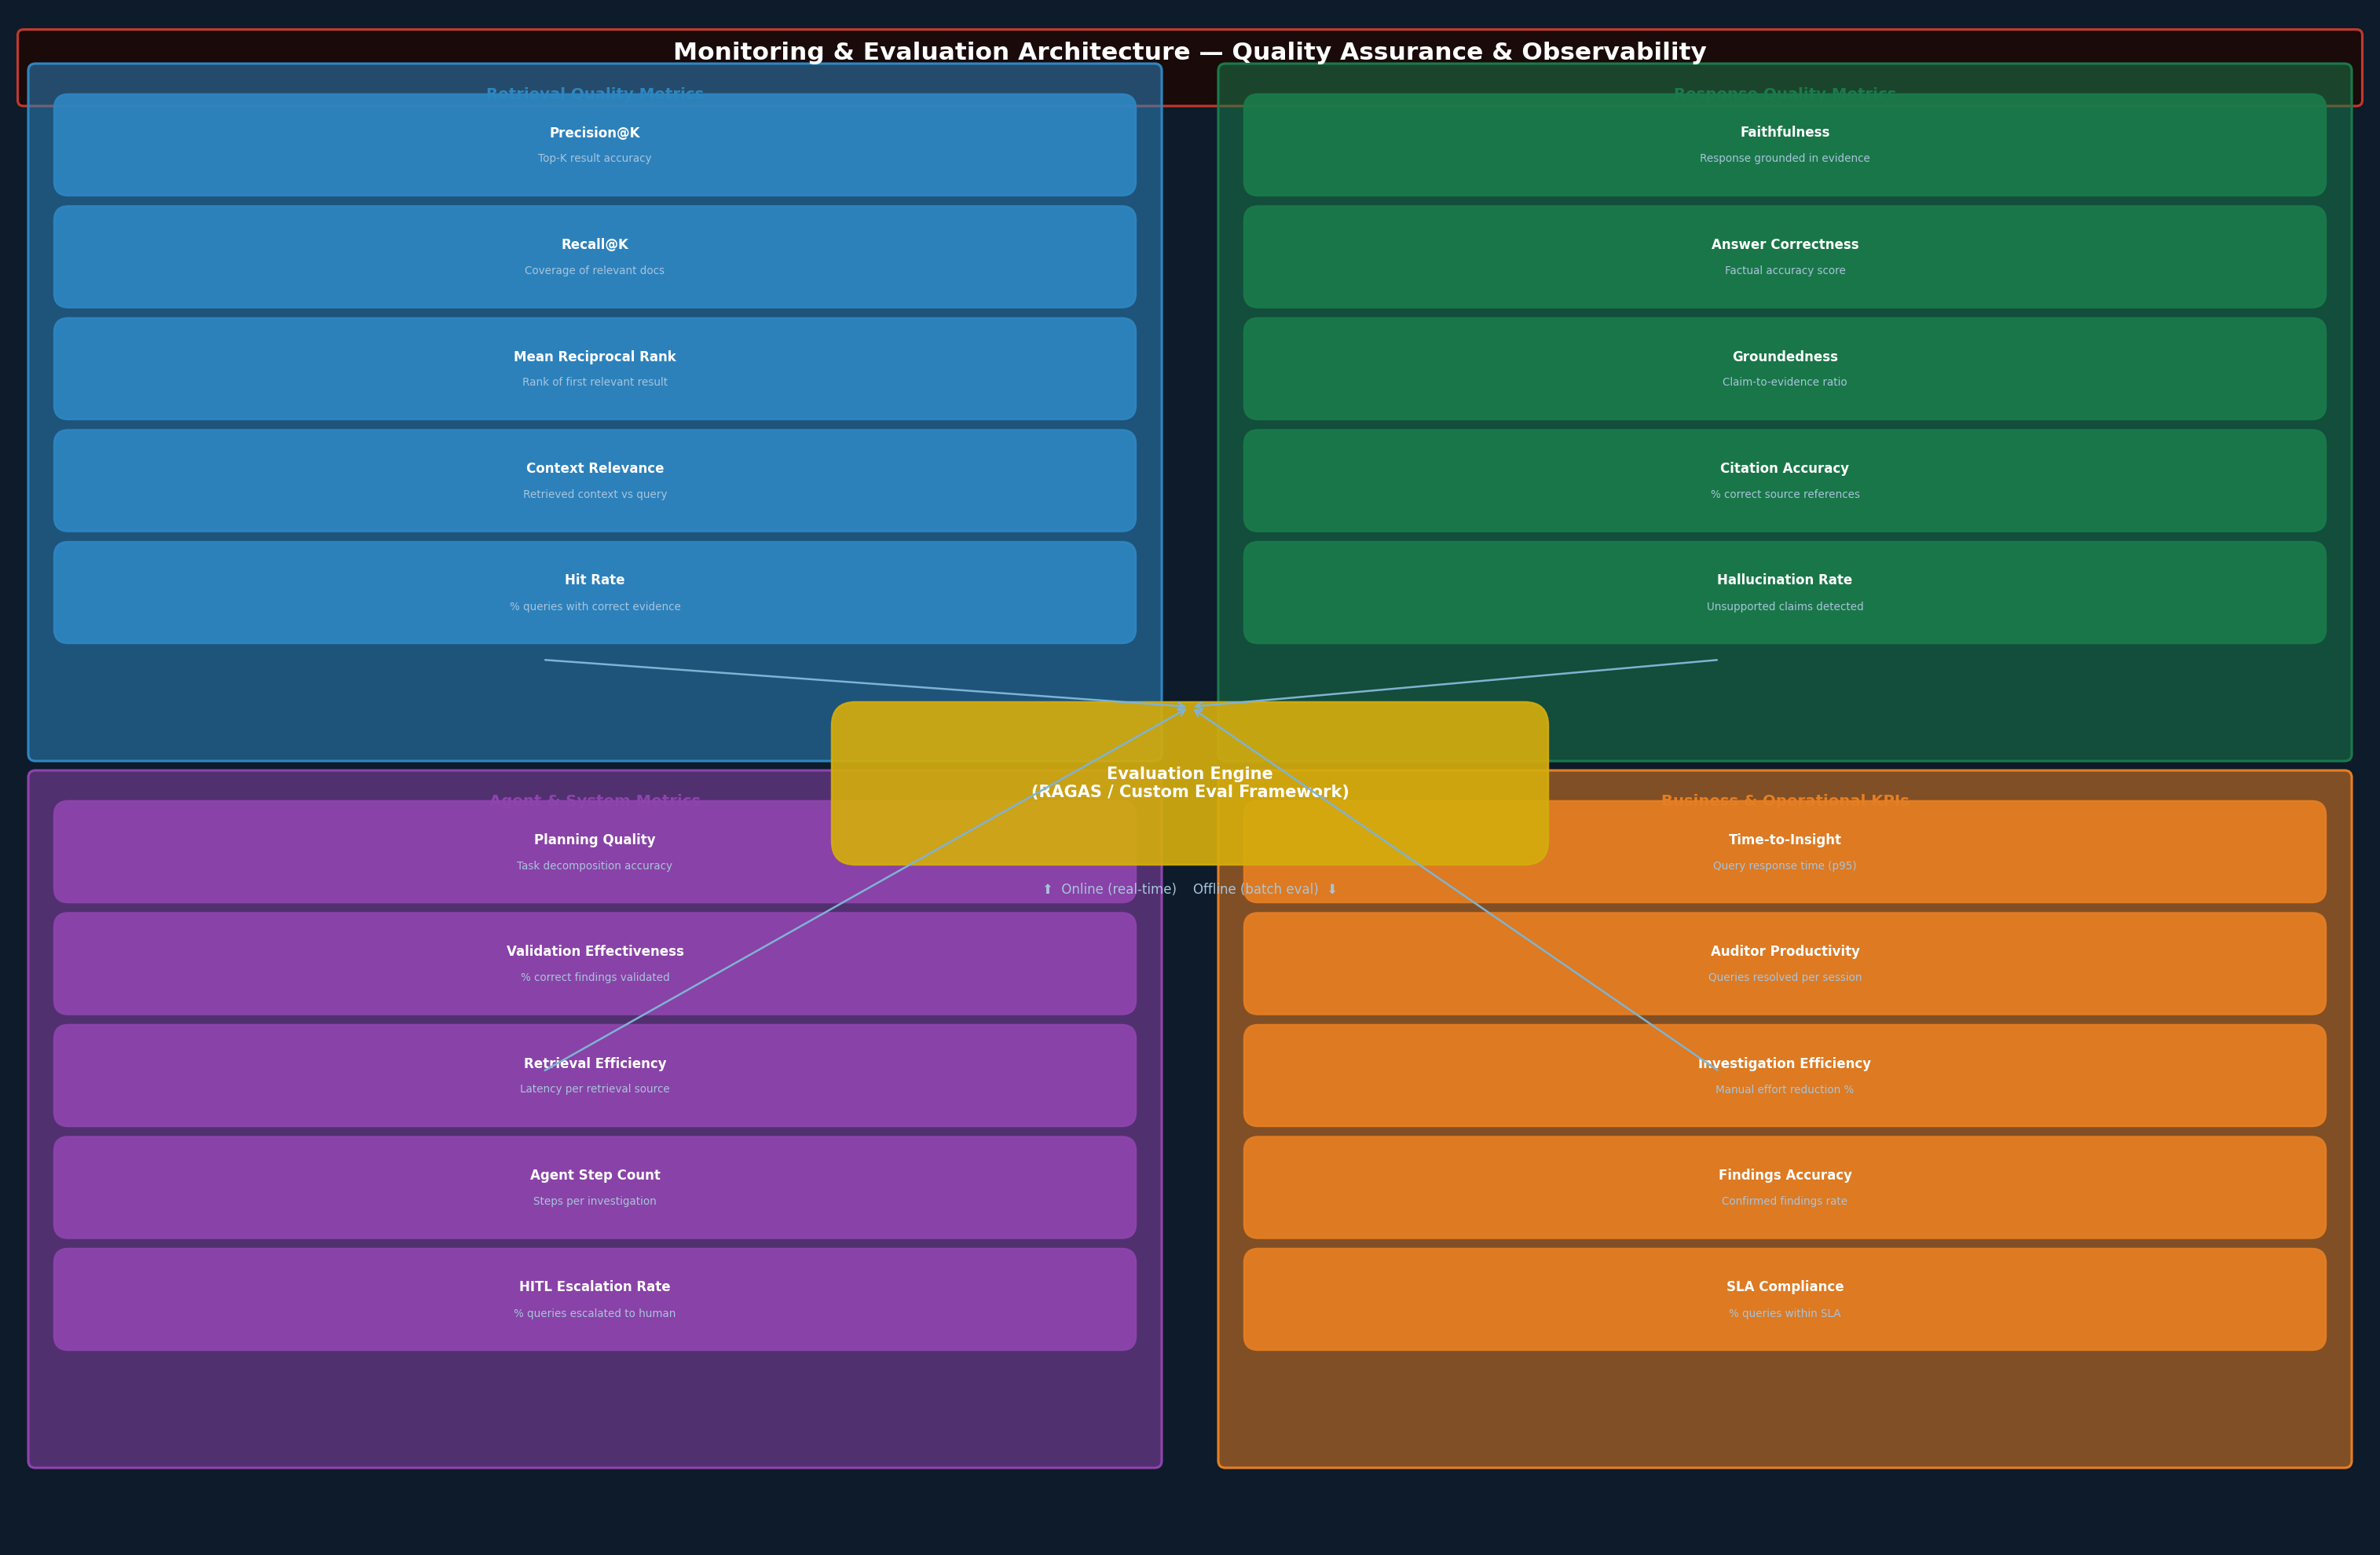 Monitoring & Evaluation Architecture — Quality Assurance & Observability
Retrieval Quality Metrics
Precision@K
Top-K result accuracy
Recall@K
Coverage of relevant docs
Mean Reciprocal Rank
Rank of first relevant result
Context Relevance
Retrieved context vs query
Hit Rate
% queries with correct evidence
Response Quality Metrics
Faithfulness
Response grounded in evidence
Answer Correctness
Factual accuracy score
Groundedness
Claim-to-evidence ratio
Citation Accuracy
% correct source references
Hallucination Rate
Unsupported claims detected
Evaluation Engine
(RAGAS / Custom Eval Framework)
⬆ Online (real-time) Offline (batch eval) ⬇
Agent & System Metrics
Planning Quality
Task decomposition accuracy
Validation Effectiveness
% correct findings validated
Retrieval Efficiency
Latency per retrieval source
Agent Step Count
Steps per investigation
HITL Escalation Rate
% queries escalated to human
Business & Operational KPIs
Time-to-Insight
Query response time (p95)
Auditor Productivity
Queries resolved per session
Investigation Efficiency
Manual effort reduction %
Findings Accuracy
Confirmed findings rate
SLA Compliance
% queries within SLA